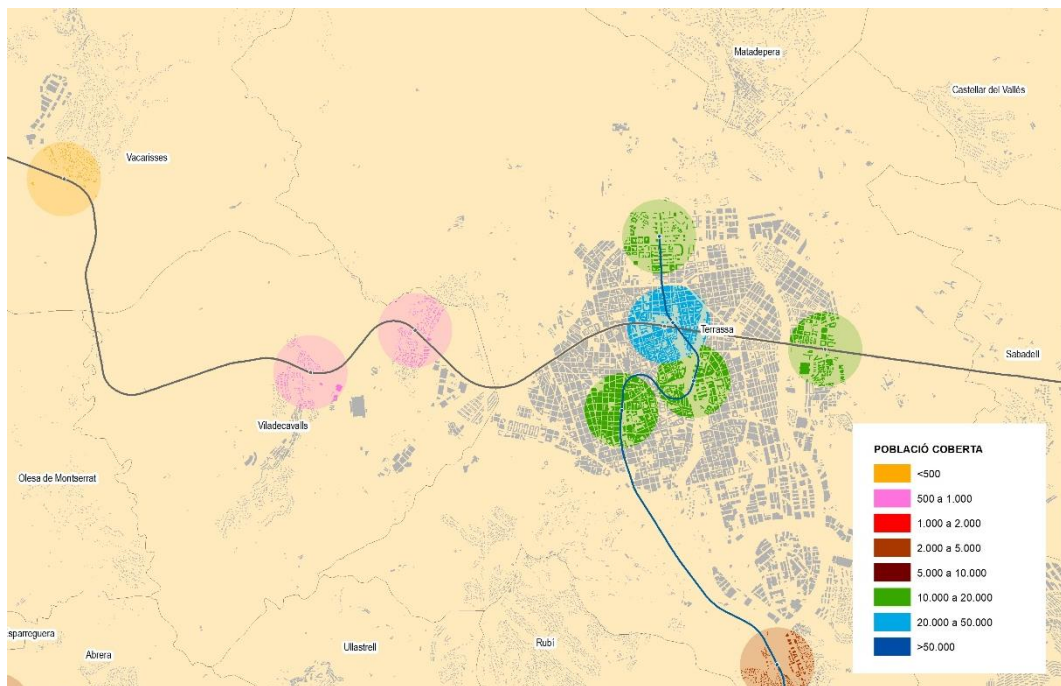 Matadepera
Castellar del Vallès
Vacarisses
Terrassa
Sabadell
Viladecavalls
Olesa de Montserrat
POBLACIÓ COBERTA
<500
500 a 1.000
1.000 a 2.000
2.000 a 5.000
5.000 a 10.000
10.000 a 20.000
20.000 a 50.000
>50.000
sparreguera
Abrera
Ullastrell
Rubí